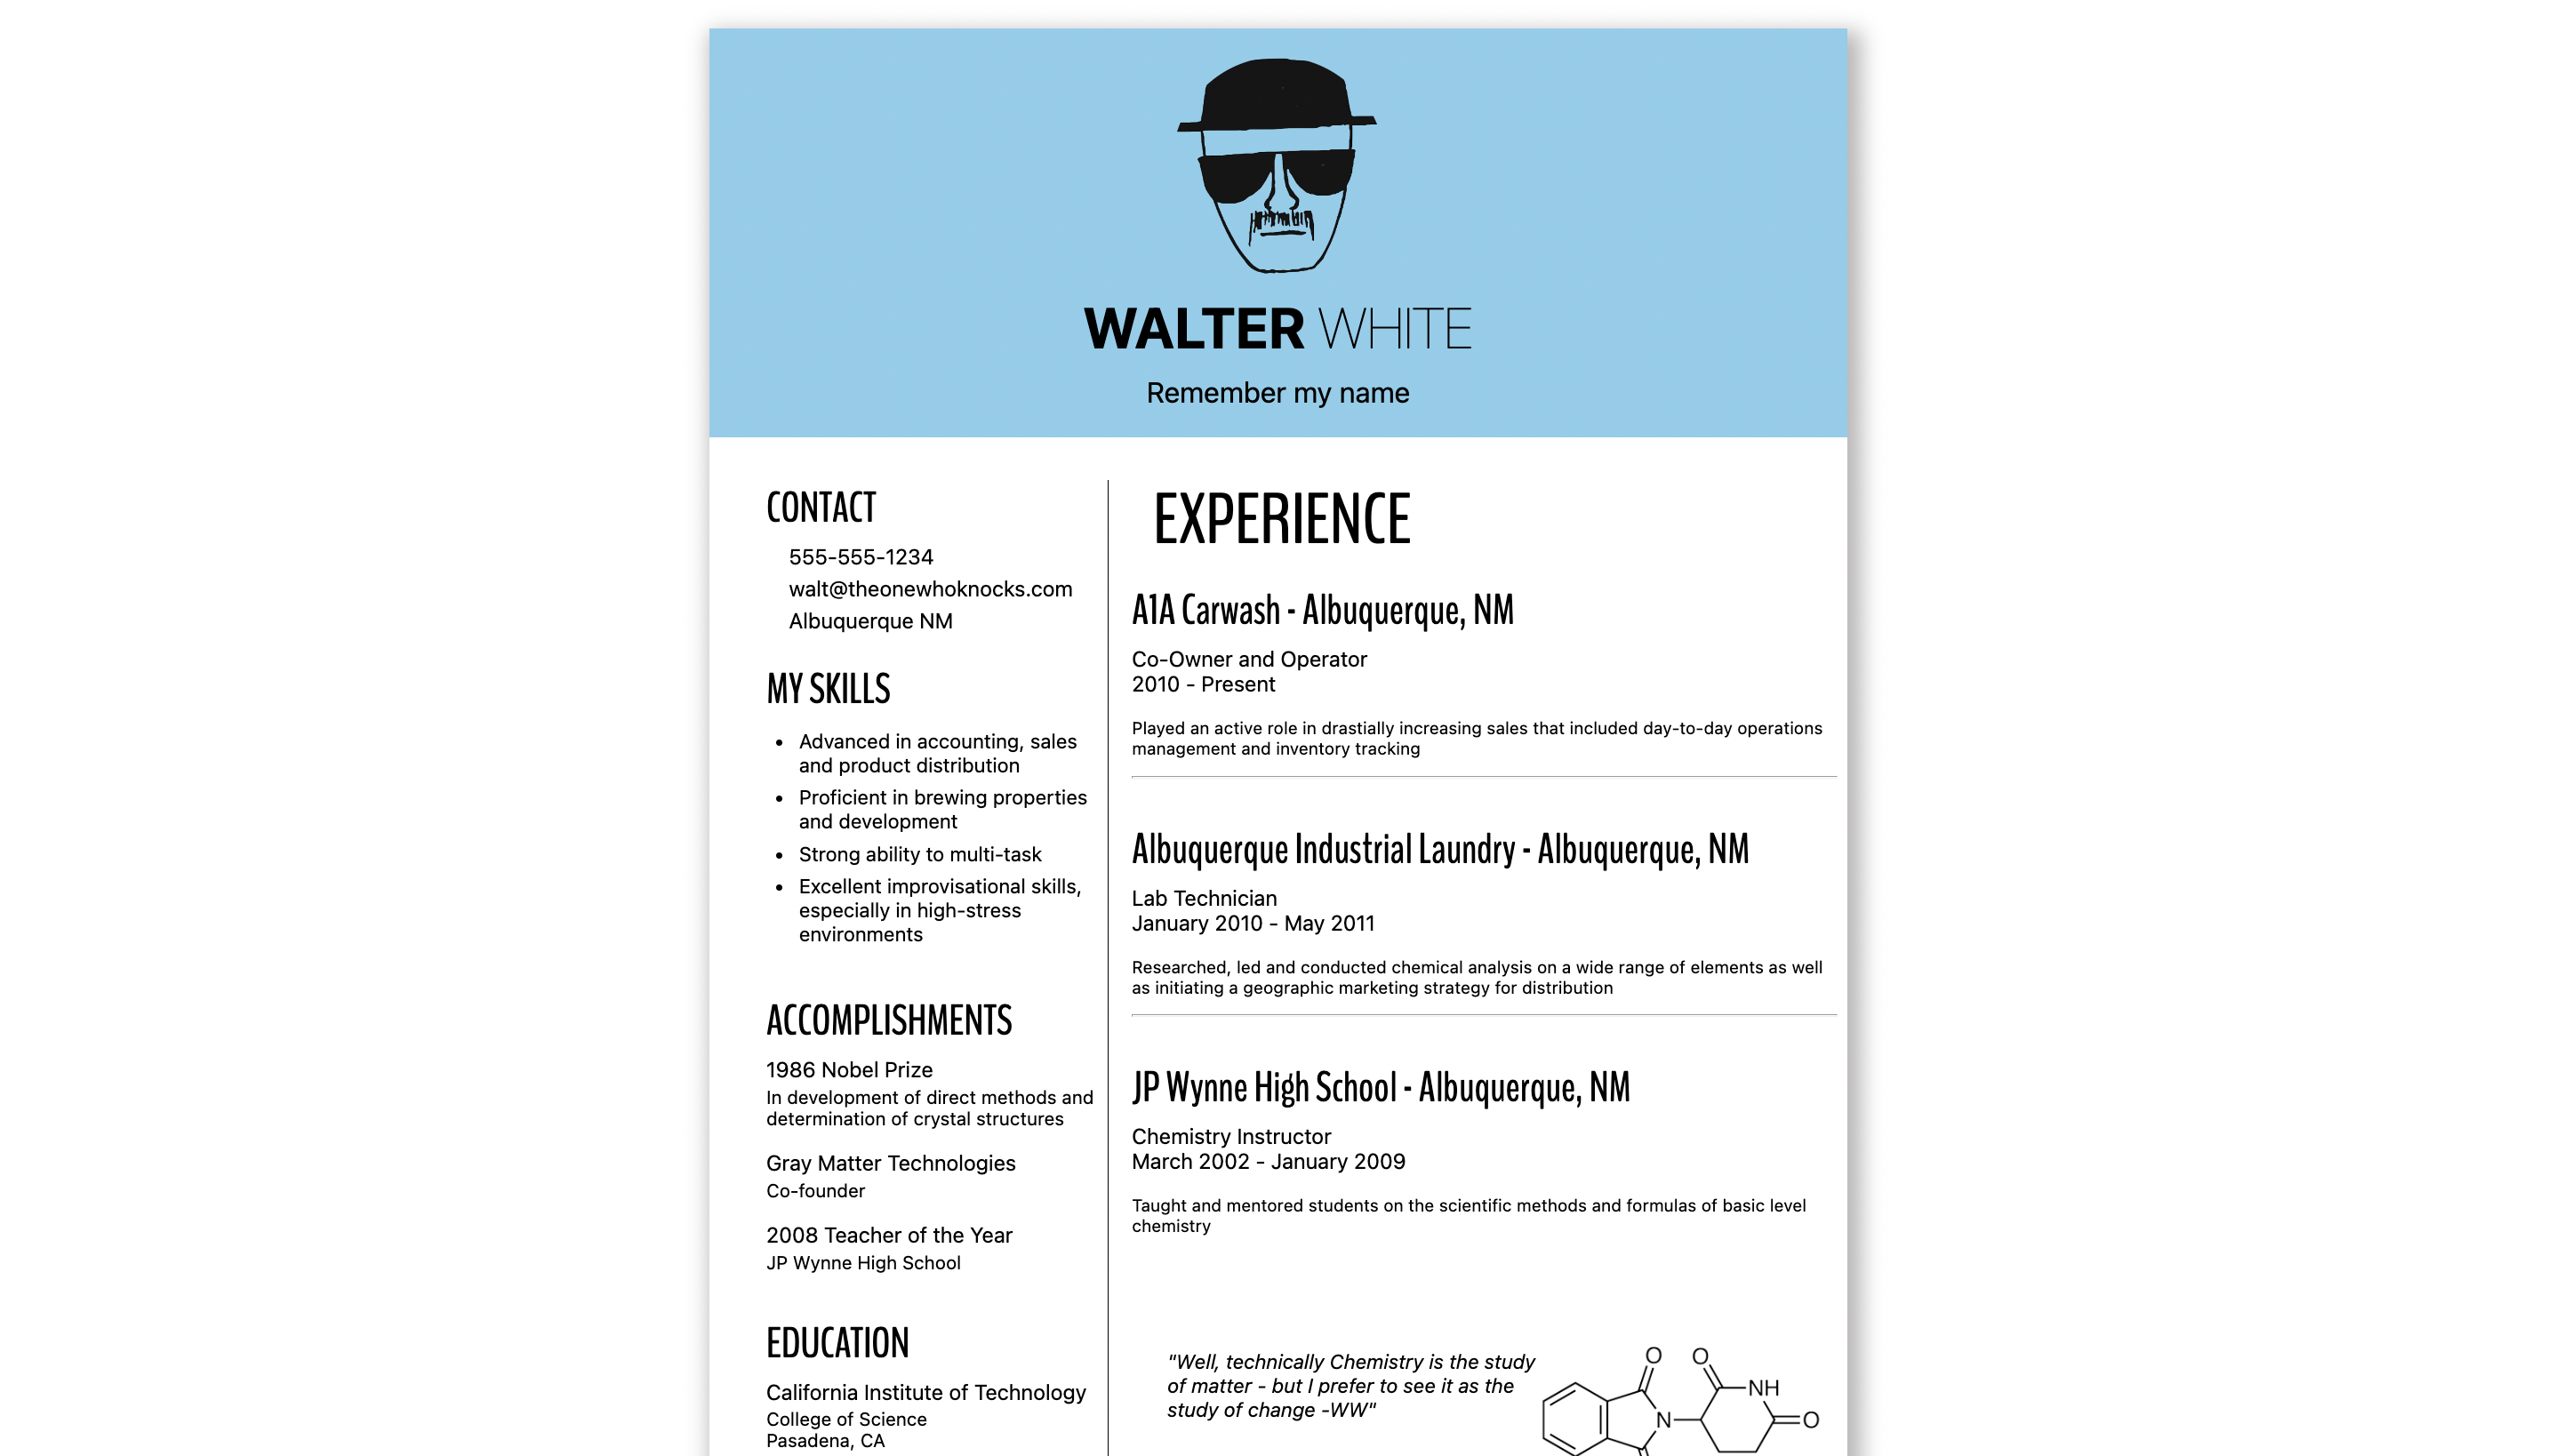 WALTER WHITE
Remember my name
CONTACT
555-555-1234
walt@theonewhoknocks.com
Albuquerque NM
MY SKILLS
• Advanced in accounting, sales
and product distribution
• Proficient in brewing properties
and development
• Strong ability to multi-task
• Excellent improvisational skills,
especially in high-stress
environments
ACCOMPLISHMENTS
1986 Nobel Prize
In development of direct methods and
determination of crystal structures
Gray Matter Technologies
Co-founder
2008 Teacher of the Year
JP Wynne High School
EDUCATION
California Institute of Technology
College of Science
Pasadena, CA
EXPERIENCE
A1A Carwash - Albuquerque, NM
Co-Owner and Operator
2010 - Present
Played an active role in drastially increasing sales that included day-to-day operations
management and inventory tracking
Albuquerque Industrial Laundry - Albuquerque, NM
Lab Technician
January 2010 - May 2011
Researched, led and conducted chemical analysis on a wide range of elements as well
as initiating a geographic marketing strategy for distribution
JP Wynne High School - Albuquerque, NM
Chemistry Instructor
March 2002 - January 2009
Taught and mentored students on the scientific methods and formulas of basic level
chemistry
"Well, technically Chemistry is the study
of matter - but I prefer to see it as the
study of change -WW"
O O
NH
N O